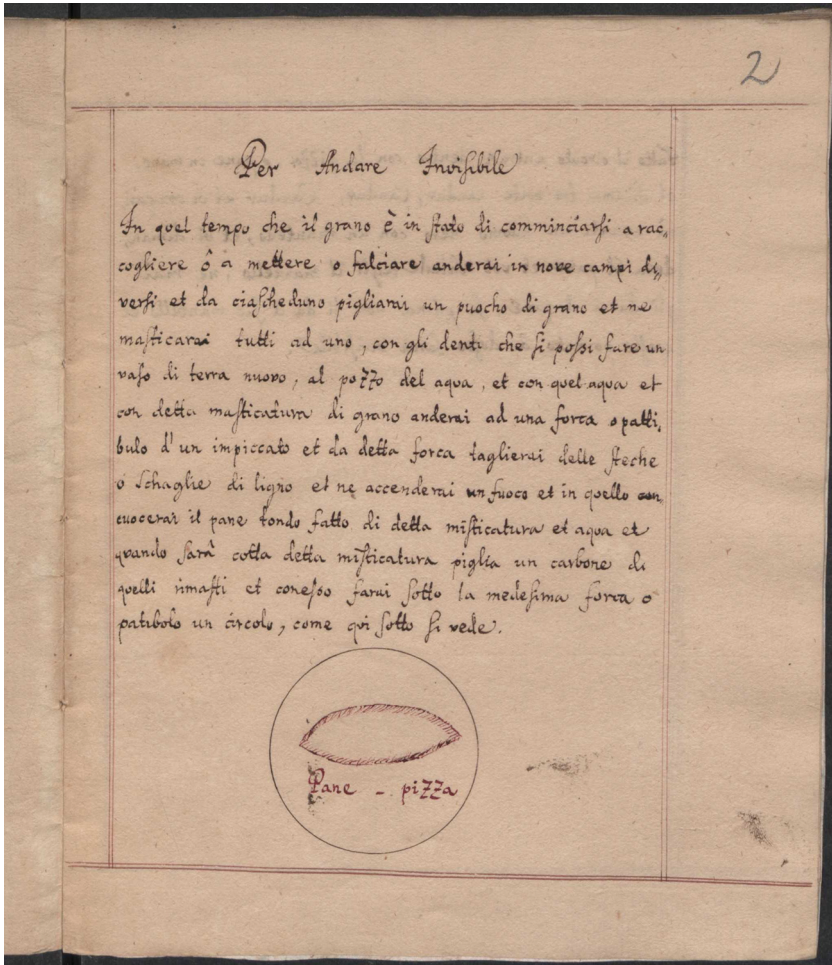 2
Per Andare Invisibile
In quel tempo che il grano è in stato di comminciarsi a rac,
cogliere ô a mettere o falciare anderai in nove campi di,,
versi et da ciascheduno pigliarai un puocho di grano et ne
masticarai tutti ad uno, con gli denti che si possi fare un
vaso di terra nuovo, al pozzo del aqua, et con quel aqua et
con detta masticatura di grano anderai ad una forca o patti,
bulo d'un impiccato et da detta forca taglierai delle steche
ó schaglie di ligno et ne accenderai un fuoco et in quello con,
cuocerai il pane tondo fatto di detta misticatura et aqua et
quando sarà cotta detta misticatura piglia un carbone di
quelli rimasti et conesso farai sotto la medesima forca o
patibolo un circolo, come qui sotto si vede.
Pane - pizza